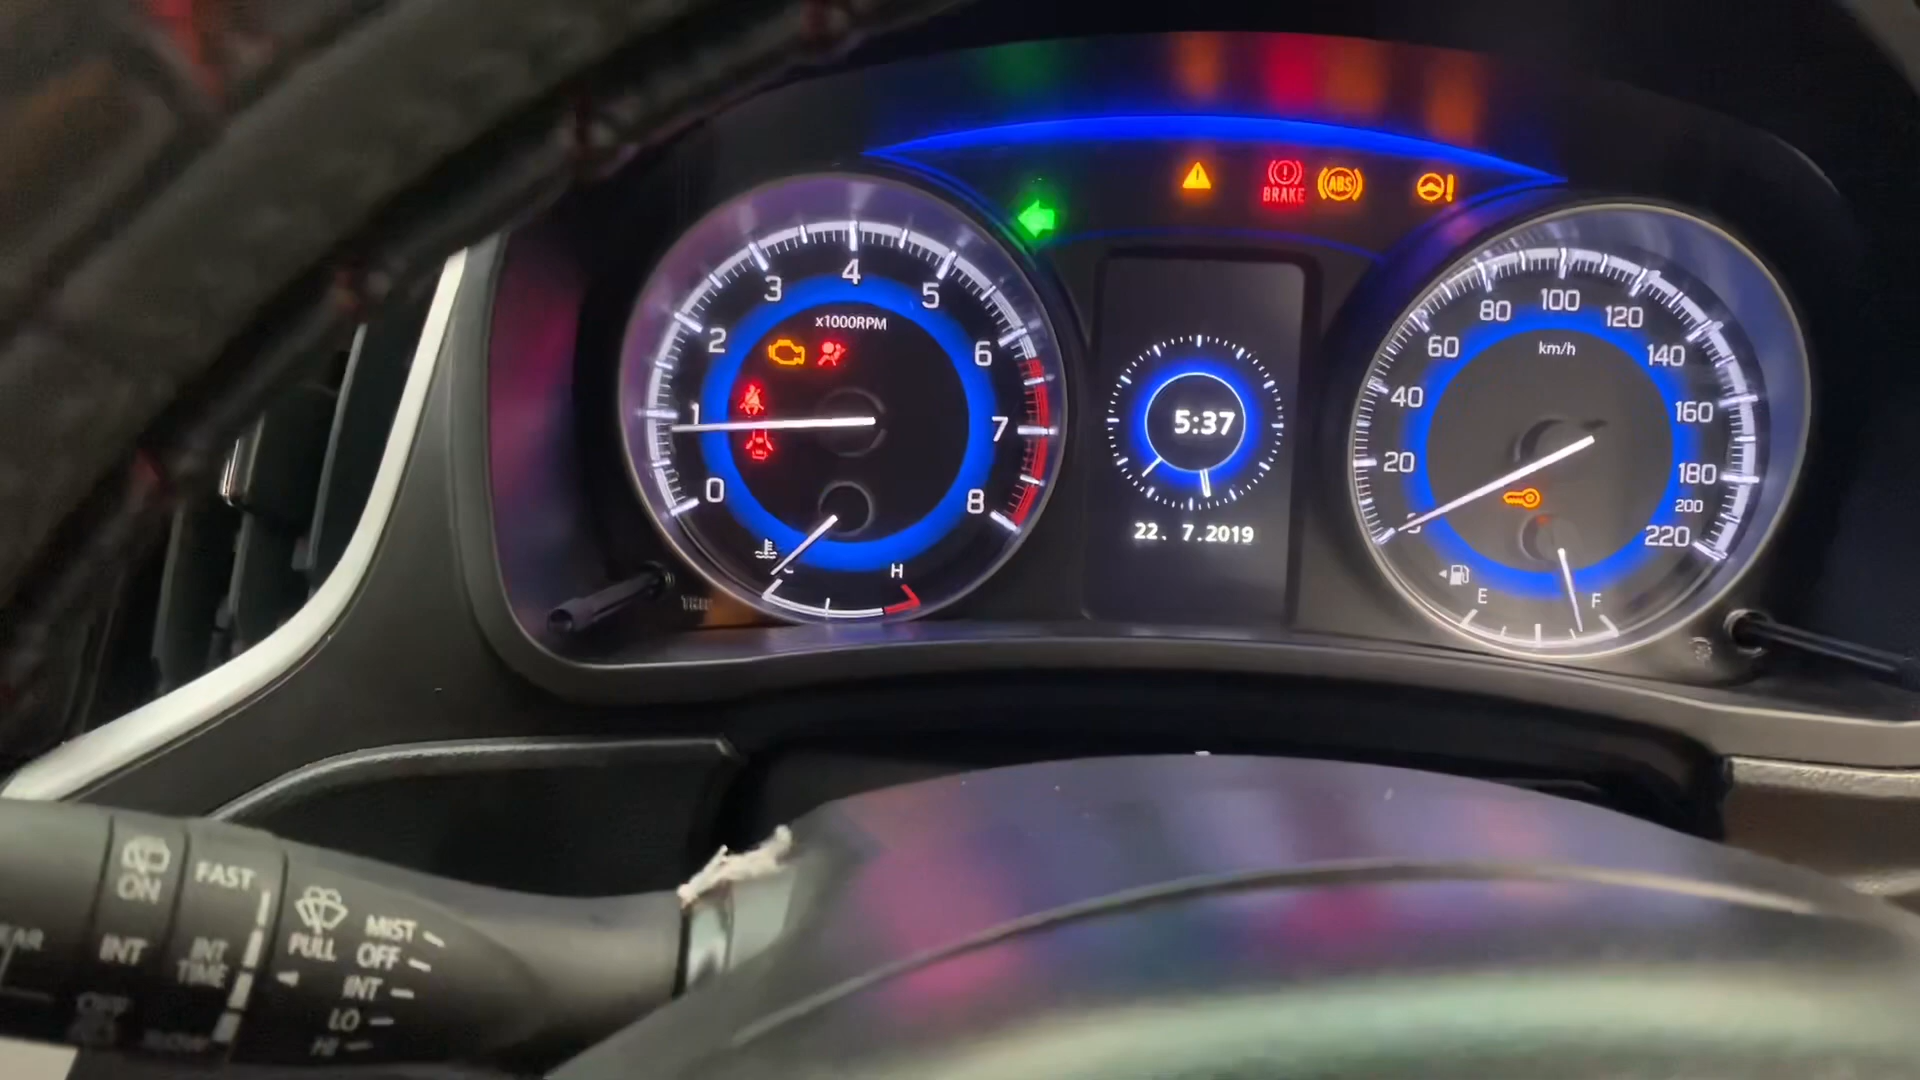 BRAKE
ABS
0
1
2
3
4
5
6
7
8
x1000RPM
H
5:37
22. 7.2019
20
40
60
80
100
120
140
160
180
200
220
km/h
E
F
ON
INT
FAST
INT
TIME
PULL
MIST
OFF
INT
LO
HI
OFF